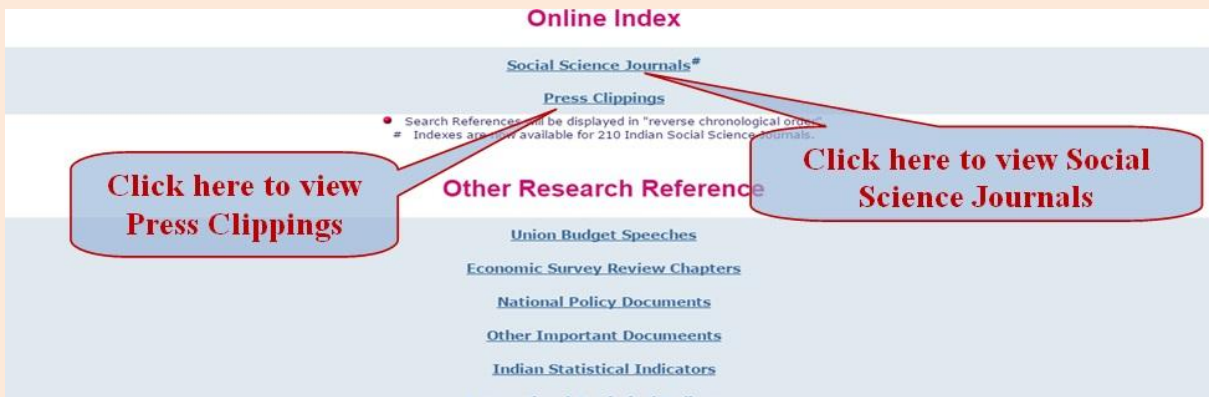 Online Index
Social Science Journals#
Press Clippings
Search References will be displayed in "reverse chronological order"
# Indexes are now available for 210 Indian Social Science Journals.
Click here to view
Press Clippings
Click here to view Social
Science Journals
Other Research Reference
Union Budget Speeches
Economic Survey Review Chapters
National Policy Documents
Other Important Documeents
Indian Statistical Indicators